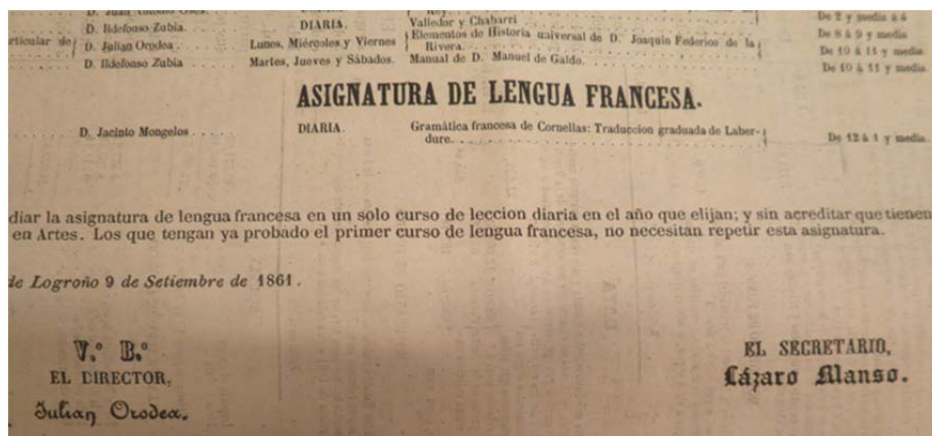 D. Ildefonso Zubia. DIARIA. Valledor y Chabarri De 2 y media á 4
rticular de D. Julian Orodea. Lunes, Miércoles y Viernes Elementos de Historia universal de D. Joaquin Federico de la De 8 á 9 y media
Rivera. De 10 á 11 y media
D. Ildefonso Zubia Martes, Jueves y Sábados. Manual de D. Manuel de Galdo. De 10 á 11 y media.
ASIGNATURA DE LENGUA FRANCESA.
D. Jacinto Mongelos DIARIA. Gramática francesa de Cornellas: Traduccion graduada de Laber-
dure. De 12 á 1 y media.
diar la asignatura de lengua francesa en un solo curso de leccion diaria en el año que elijan; y sin acreditar que tienen
en Artes. Los que tengan ya probado el primer curso de lengua francesa, no necesitan repetir esta asignatura.
de Logroño 9 de Setiembre de 1861.
V.° B.°
EL DIRECTOR,
Julian Orodea.
EL SECRETARIO,
Lázaro Alanso.